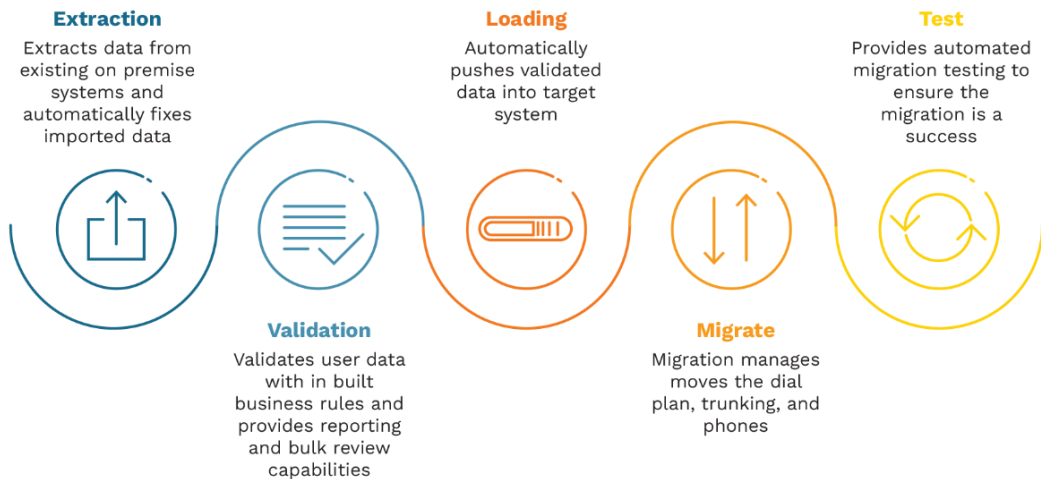 Extraction
Extracts data from
existing on premise
systems and
automatically fixes
imported data
Validation
Validates user data
with in built
business rules and
provides reporting
and bulk review
capabilities
Loading
Automatically
pushes validated
data into target
system
Migrate
Migration manages
moves the dial
plan, trunking, and
phones
Test
Provides automated
migration testing to
ensure the
migration is a
success